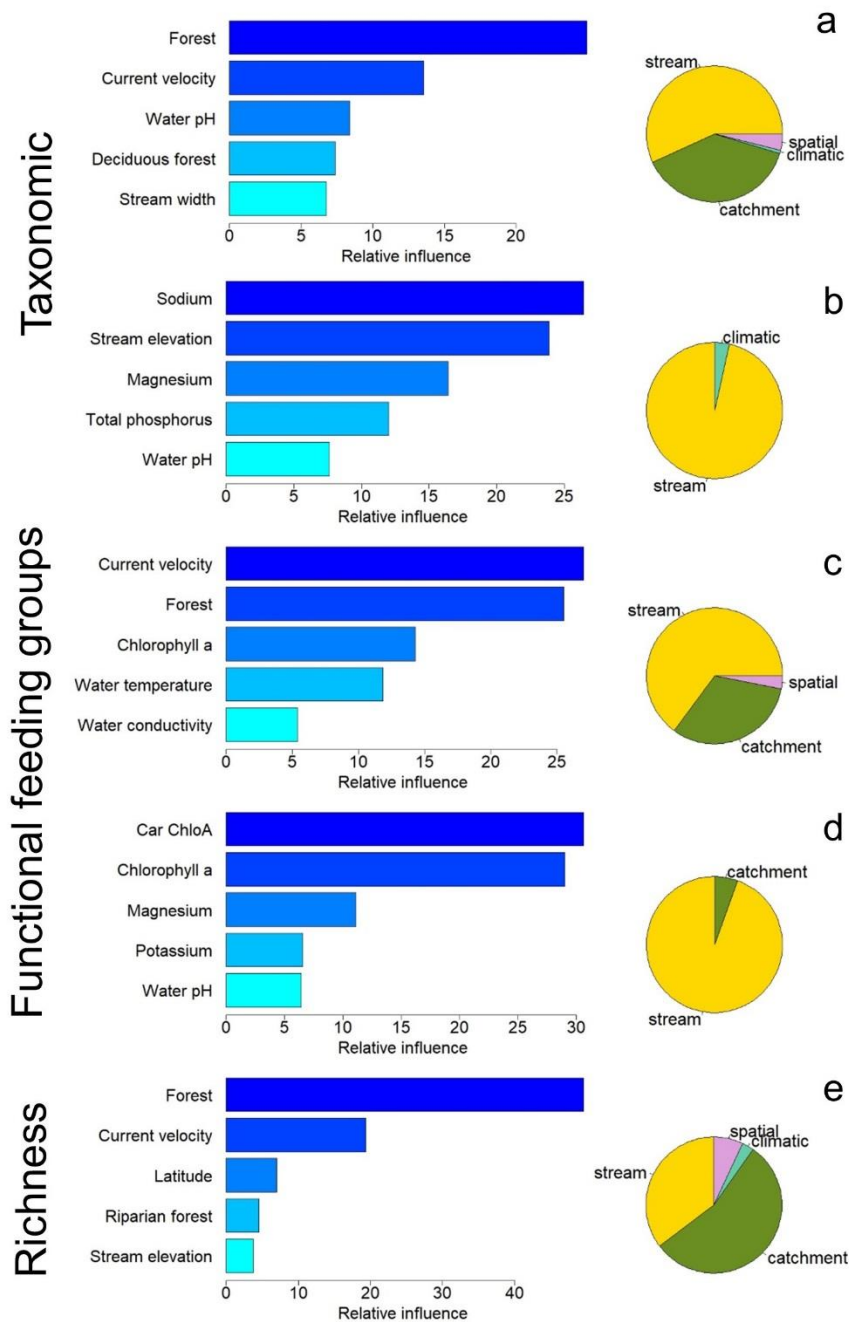 Taxonomic
a
Forest
Current velocity
Water pH
Deciduous forest
Stream width
0 5 10 15 20
Relative influence
stream
spatial
climatic
catchment
b
Sodium
Stream elevation
Magnesium
Total phosphorus
Water pH
0 5 10 15 20 25
Relative influence
climatic
stream
Functional feeding groups
c
Current velocity
Forest
Chlorophyll a
Water temperature
Water conductivity
0 5 10 15 20 25
Relative influence
stream
spatial
catchment
d
Car ChloA
Chlorophyll a
Magnesium
Potassium
Water pH
0 5 10 15 20 25 30
Relative influence
catchment
stream
Richness
e
Forest
Current velocity
Latitude
Riparian forest
Stream elevation
0 10 20 30 40
Relative influence
spatial
climatic
stream
catchment